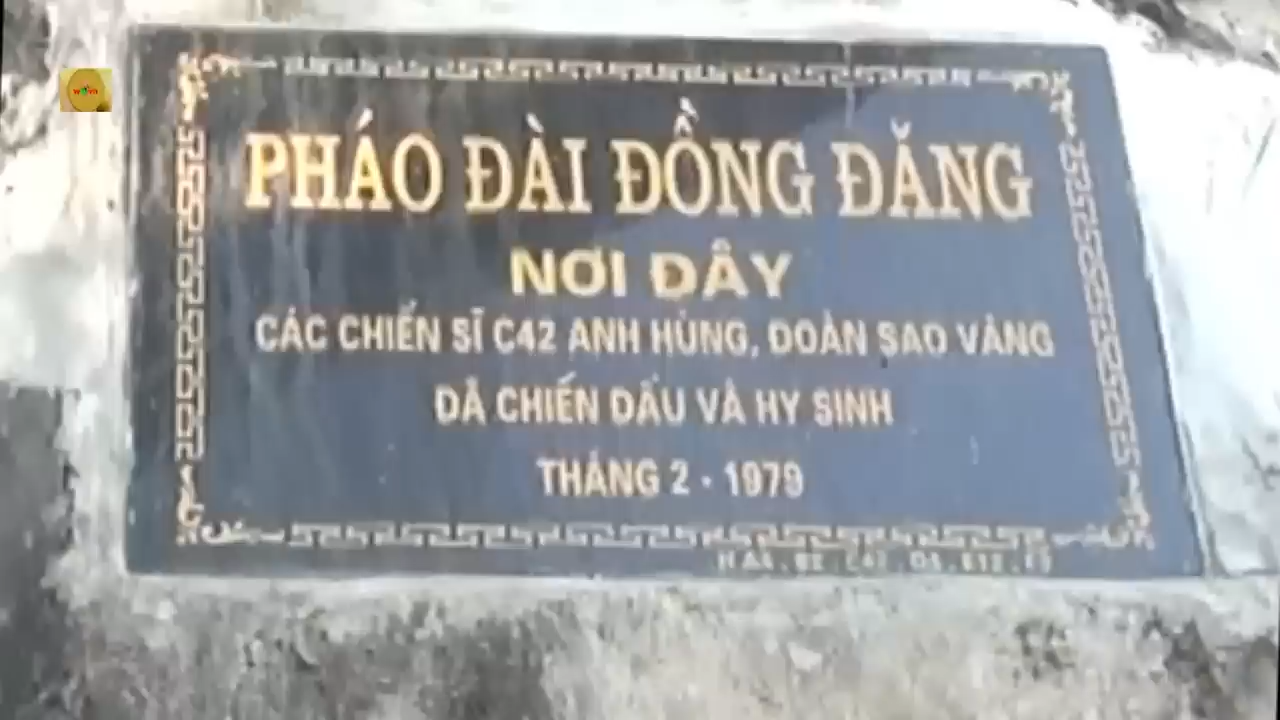 PHÁO ĐÀI ĐỒNG ĐĂNG
NƠI ĐÂY
CÁC CHIẾN SĨ C42 ANH HÙNG, ĐOÀN SAO VÀNG
ĐÃ CHIẾN ĐẤU VÀ HY SINH
THÁNG 2 - 1979